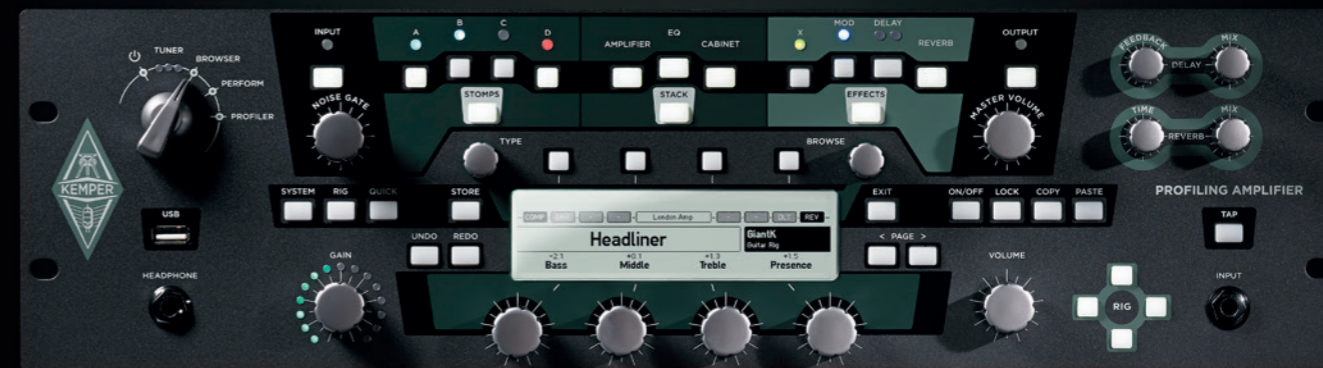 TUNER
BROWSER
PERFORM
PROFILER
INPUT
NOISE GATE
A
B
C
D
STOMPS
AMPLIFIER
EQ
CABINET
STACK
X
MOD
DELAY
REVERB
EFFECTS
OUTPUT
MASTER VOLUME
FEEDBACK
MIX
DELAY
TIME
MIX
REVERB
KEMPER
TYPE
BROWSE
PROFILING AMPLIFIER
SYSTEM
RIG
QUICK
STORE
EXIT
ON/OFF
LOCK
COPY
PASTE
USB
UNDO
REDO
COMP
London Amp
DLY
REV
Headliner
GiantK
Guitar Rig
+2.1
+0.1
+1.3
+1.5
Bass
Middle
Treble
Presence
< PAGE >
TAP
HEADPHONE
GAIN
VOLUME
RIG
INPUT